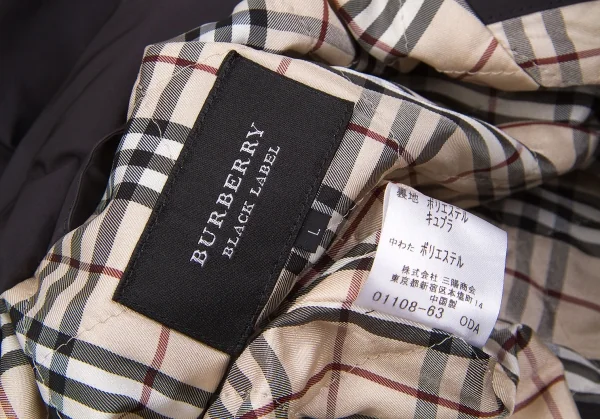 BURBERRY
BLACK LABEL
L
裏地 ポリエステル
キュプラ
中わた ポリエステル
株式会社 三陽商会
東京都新宿区本塩町14
中国製
01108-63 ODA